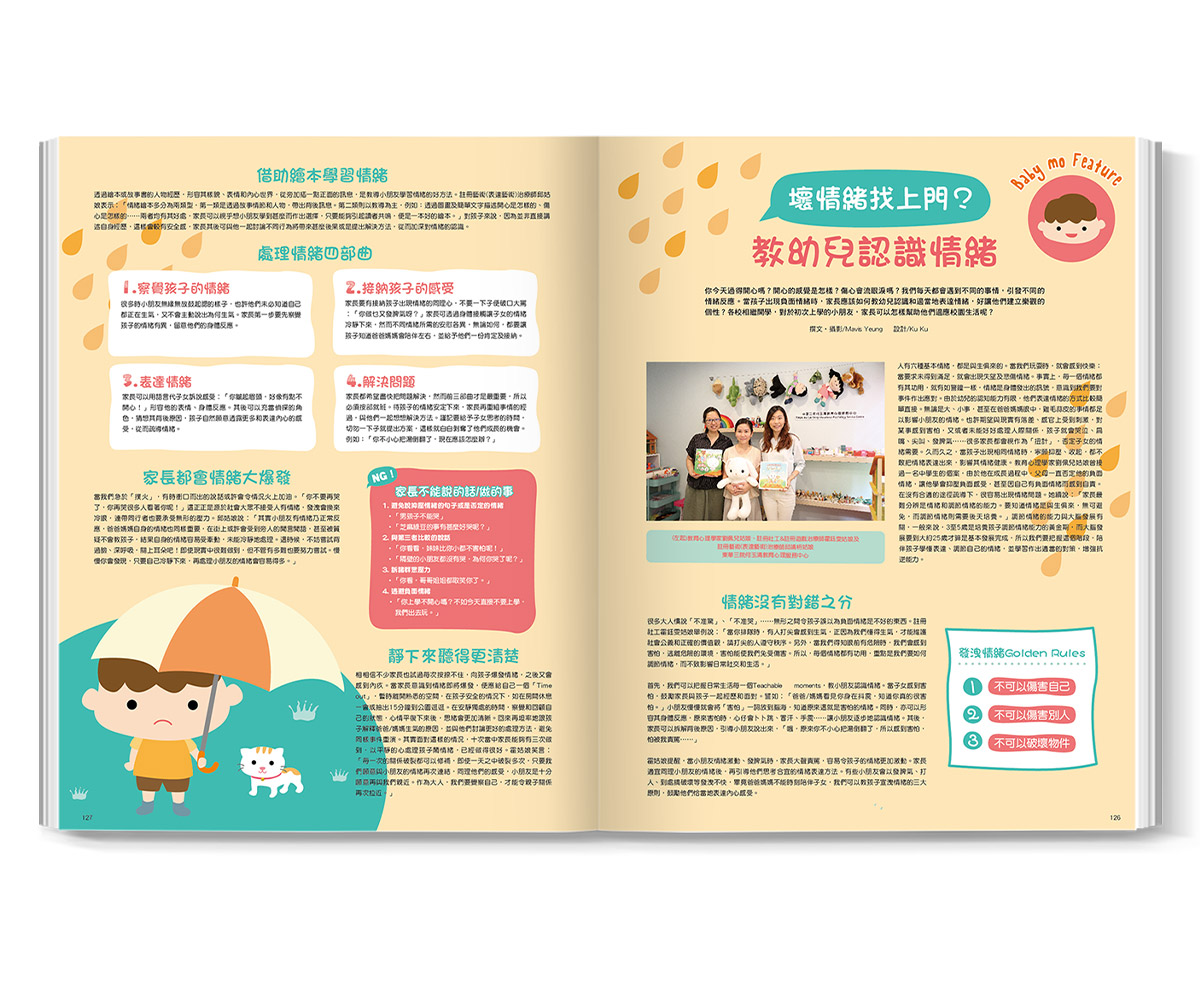 Baby mo Feature
壞情緒找上門？
教幼兒認識情緒
你今天過得開心嗎？開心的感覺是怎樣？傷心會流眼淚嗎？我們每天都會遇到不同的事情，引發不同的
情緒反應。當孩子出現負面情緒時，家長應該如何教幼兒認識和適當地表達情緒，好讓他們建立樂觀的
個性？各校相繼開學，對於初次上學的小朋友，家長可以怎樣幫助他們適應校園生活呢？
撰文、攝影/Mavis Yeung 設計/Ku Ku
人有六種基本情緒，都是與生俱來的。當我們玩耍時，就會感到快樂；
當要求未得到滿足，就會出現失望及悲傷情緒。事實上，每一個情緒都
有其功用，就有如警鐘一樣，情緒是身體發出的訊號，意識到我們要對
事件作出應對。由於幼兒的認知能力有限，他們表達情緒的方式比較簡
單直接。無論是大、小事，甚至在爸爸媽媽眼中，雞毛蒜皮的事情都足
以影響小朋友的情緒。也許期望與現實有落差、感官上受到刺激、對
某事感到害怕，又或者未能好好處理人際關係，孩子就會哭泣、扁
嘴、尖叫、發脾氣⋯⋯很多家長都會視作為「扭計」，否定子女的情
緒需要。久而久之，當孩子出現相同情緒時，寧願抑壓、收起，都不
敢把情緒表達出來，影響其情緒健康。教育心理學家劉佩兒姑娘曾接
過一名中學生的個案，由於他在成長過程中，父母一直否定他的負面
情緒，讓他學會抑壓負面感受，甚至因自己有負面情緒而感到自責。
在沒有合適的途徑疏導下，很容易出現情緒問題。她續說：「家長最
要分辨是情緒和調節情緒的能力。要知道情緒是與生俱來，無可避
免，而調節情緒則需要後天培養。」調節情緒的能力與大腦發展有
關，一般來說，3至5歲是培養孩子調節情緒能力的黃金期，而大腦發
展要到大約25歲才算是基本發展完成，所以我們要把握這個階段，陪
伴孩子學懂表達、調節自己的情緒，並學習作出適當的對策，增強抗
逆能力。
(左起)教育心理學家劉佩兒姑娘、註冊社工&註冊遊戲治療師霍鈺雯姑娘及
註冊藝術(表達藝術)治療師邱講妍姑娘
東華三院何玉清教育心理服務中心
情緒沒有對錯之分
很多大人慣說「不准罵」、「不准哭」⋯⋯無形之間令孩子誤以為負面情緒是不好的東西。註冊
社工霍鈺雯姑娘舉例說：「當你排隊時，有人打尖會感到生氣，正因為我們懂得生氣，才能維護
社會公義和正確的價值觀，讓打尖的人遵守秩序。另外，當我們得知眼前有危險時，我們會感到
害怕，逃離危險的環境，害怕能使我們免受傷害。所以，每個情緒都有功用，重點是我們要如何
調節情緒，而不致影響日常社交和生活。」
首先，我們可以把握日常生活每一個Teachable moments，教小朋友認識情緒。當子女感到害
怕，鼓勵家長與孩子一起經歷和面對。譬如：「爸爸/媽媽看見你身在抖震，知道你真的很害
怕。」小朋友慢慢就會將「害怕」一詞放到腦海，知道原來這就是害怕的情緒。同時，亦可以形
容其身體反應，原來害怕時，心仔會卜卜跳、冒汗、手震⋯⋯讓小朋友逐步地認識情緒。其後，
家長可以拆解背後原因，引導小朋友說出來，「哦，原來你不小心把湯倒翻了，所以感到害怕，
怕被我責罵⋯⋯」
霍姑娘提醒，當小朋友情緒激動、發脾氣時，家長大聲責罵，容易令孩子的情緒更加激動。家長
適宜同理小朋友的情緒後，再引導他們思考合宜的情緒表達方法。有些小朋友會以發脾氣、打
人、到處搞破壞等發洩不快，畢竟爸爸媽媽不能時刻陪伴子女，我們可以教孩子宣洩情緒的三大
原則，鼓勵他們恰當地表達內心感受。
發洩情緒Golden Rules
1 不可以傷害自己
2 不可以傷害別人
3 不可以破壞物件
126
借助繪本學習情緒
透過繪本或故事書的人物經歷，形容其樣貌、表情和內心世界，從旁加插一點正面的訊息，是教導小朋友學習情緒的好方法。註冊藝術(表達藝術)治療師邱姑
娘表示：「情緒繪本多分為兩類型，第一類是透過故事情節和人物，帶出背後訊息。第二類則以教導為主，例如：透過圖畫及簡單文字描述開心是怎樣的、傷
心是怎樣的⋯⋯兩者均有其好處，家長可以視乎想小朋友學到甚麼而作出選擇，只要能夠引起讀者共鳴，便是一本好的繪本。」對孩子來說，因為並非直接講
述自身經歷，這樣會較有安全感，家長其後可與他一起討論不同行為將帶來甚麼後果或是提出解決方法，從而加深對情緒的認識。
處理情緒四部曲
1.察覺孩子的情緒
很多時小朋友無緣無故鼓起腮的樣子，也許他們未必知道自己
都正在生氣，又不會主動說出為何生氣。家長第一步要先察覺
孩子的情緒有異，留意他們的身體反應。
2.接納孩子的感受
家長要有接納孩子出現情緒的同理心，不要一下子便破口大罵
：「你做乜又發脾氣呀？」家長可透過身體接觸讓子女的情緒
冷靜下來，然而不同情緒所需的安慰各異，無論如何，都要讓
孩子知道爸爸媽媽會陪伴左右，並給予他們一份肯定及接納。
3.表達情緒
家長可以用語言代子女訴說感受：「你皺起眉頭，好像有點不
開心！」形容他的表情、身體反應，其後可以充當偵探的角
色，猜想其背後原因，孩子自然願意透露更多和表達內心的感
受，從而疏導情緒。
4.解決問題
家長都希望盡快把問題解決，然而前三部曲才是最重要，所以
必須按部就班，待孩子的情緒安定下來，家長再重組事情的經
過，與他們一起想想解決方法，謹記要給予子女思考的時間，
切勿一下子就提出方案，這樣就白白剝奪了他們成長的機會。
例如：「你不小心把湯倒翻了，現在應該怎麼辦？」
家長都會情緒大爆發
當我們急於「撲火」，有時衝口而出的說話或許會令情況火上加油。「你不要再哭
了，你再哭很多人看著你呢！」這正正是源於社會大眾不接受人有情緒，發洩會換來
冷眼，連帶同行者也要承受無形的壓力。邱姑娘說：「其實小朋友有情緒乃正常反
應，爸爸媽媽自身的情緒也同樣重要，在街上或許會受到旁人的閒言閒語，甚至被質
疑不會教孩子，結果自身的情緒容易受牽動，未能冷靜地處理。這時候，不妨嘗試背
過臉、深呼吸、關上耳朵吧！即使現實中很難做到，但不管有多難也要努力嘗試。慢
慢你會發現，只要自己冷靜下來，再處理小朋友的情緒會容易得多。」
NG！
家長不能說的話/做的事
1. 避免說抑壓情緒的句子或是否定的情緒
・「男孩子不能哭」
・「芝麻綠豆的事有甚麼好哭呢？」
2. 與第三者比較的說話
・「你看看，妹妹比你小都不害怕呢！」
・「隔壁的小朋友都沒有哭，為何你哭了呢？」
3. 訴諸群眾壓力
・「你看，哥哥姐姐都取笑你了。」
4. 逃避負面情緒
・「你上學不開心嗎？不如今天直接不要上學，
我們出去玩。」
靜下來聽得更清楚
相信不少家長也試過每次按捺不住，向孩子爆發情緒，之後又會
感到內疚。當家長意識到情緒即將爆發，便應給自己一個「Time
out」，暫時離開熟悉的空間，在孩子安全的情況下，如在房間休息
一會或抽出15分鐘到公園逛逛，在安靜獨處的時間，察覺和回顧自
己的狀態，心情平復下來後，思緒會更加清晰。回來再緩牢地跟孩
子解釋爸爸/媽媽生氣的原因，並與他們討論更好的處理方法，避免
同樣事件重演。其實面對這樣的情況，十次當中家長能夠有三次做
到，以平靜的心處理孩子鬧情緒，已經做得很好。霍姑娘笑言：
「每一次的關係破裂都可以修補，即使一天之中破裂多次，只要我
們願意與小朋友的情緒再次連結，同理他們的感受，小朋友是十分
願意再與我們親近。作為大人，我們要覺察自己，才能令親子關係
再次拉近。」
127